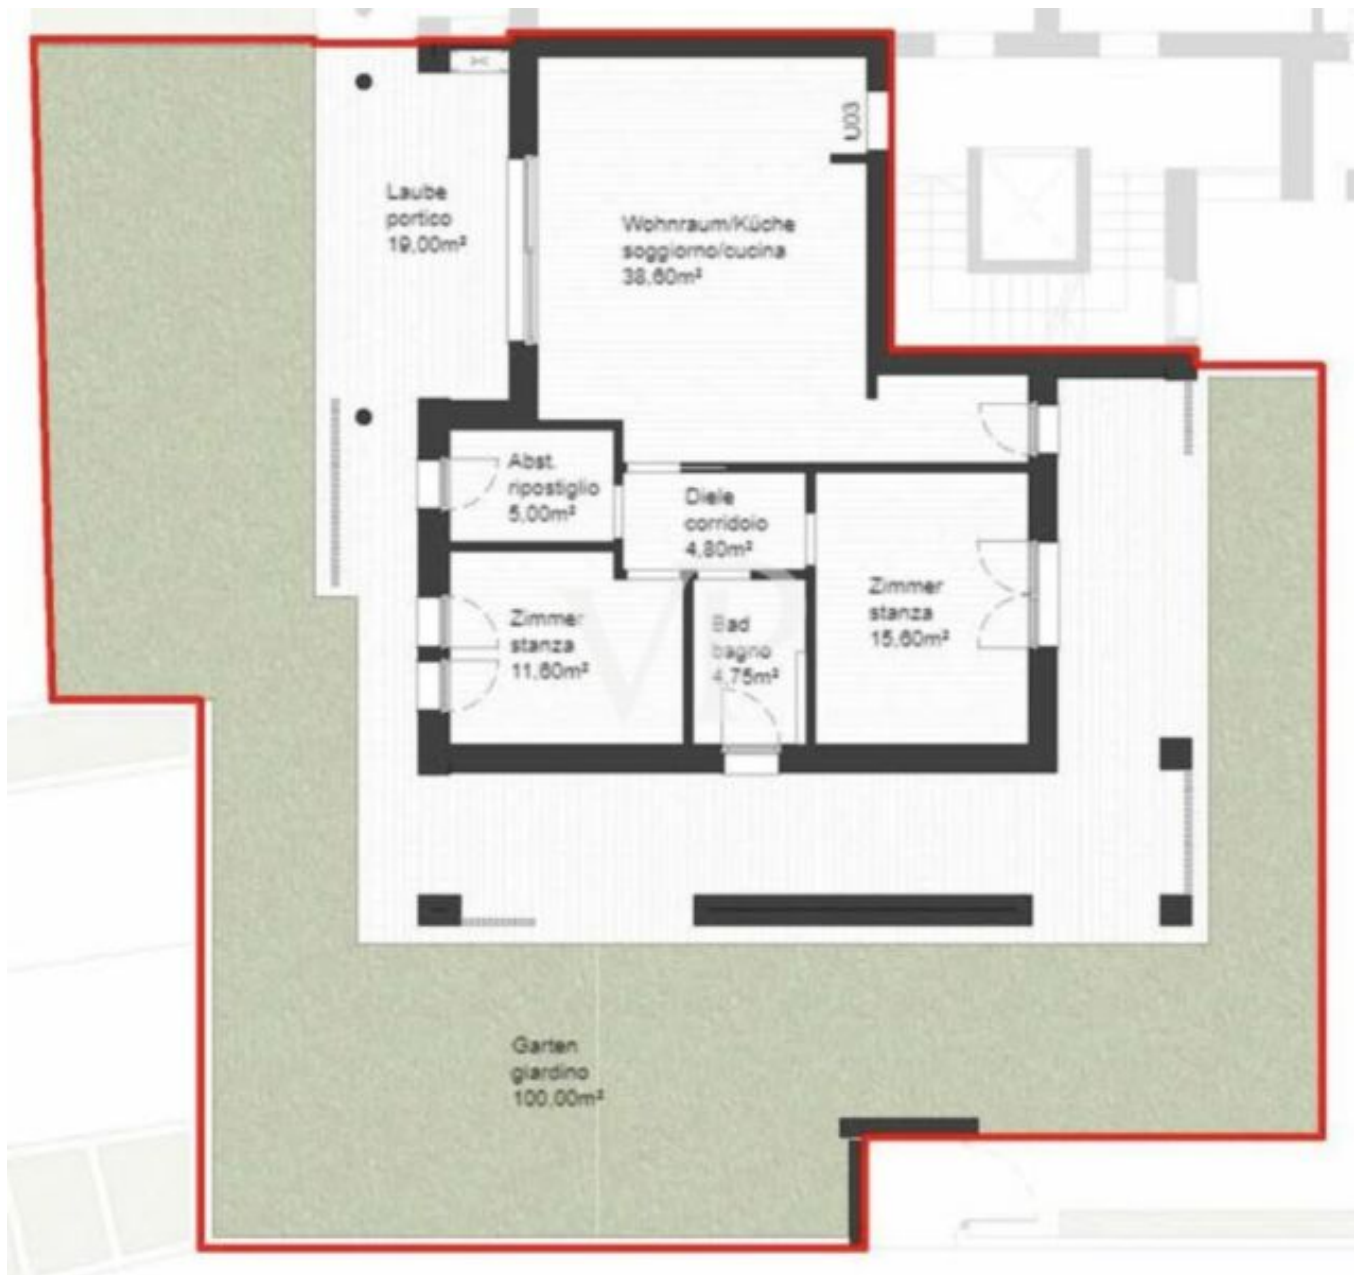 U03
Laube
portico
19,00m²
Wohnraum/Küche
soggiorno/cucina
38,60m²
Abst.
ripostiglio
5,00m²
Diele
corridoio
4,80m²
Zimmer
stanza
15,60m²
Zimmer
stanza
11,60m²
Bad
bagno
4,75m²
Garten
giardino
100,00m²